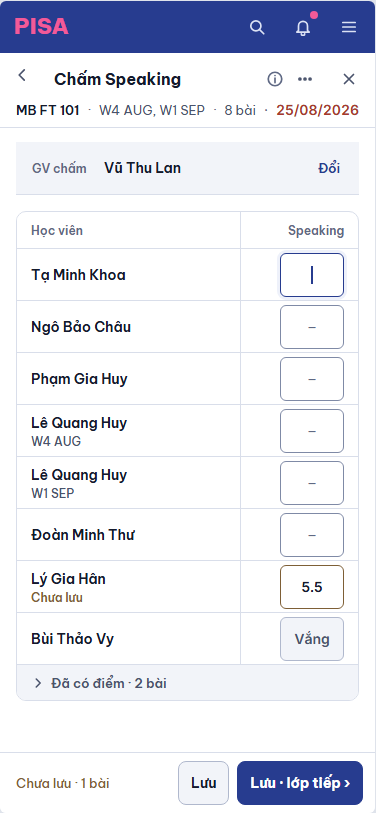 PISA
Chấm Speaking
MB FT 101 · W4 AUG, W1 SEP · 8 bài · 25/08/2026
GV chấm Vũ Thu Lan Đổi
Học viên Speaking
Tạ Minh Khoa
Ngô Bảo Châu –
Phạm Gia Huy –
Lê Quang Huy –
W4 AUG
Lê Quang Huy –
W1 SEP
Đoàn Minh Thư –
Lý Gia Hân 5.5
Chưa lưu
Bùi Thảo Vy Vắng
Đã có điểm · 2 bài
Chưa lưu · 1 bài Lưu Lưu · lớp tiếp ›